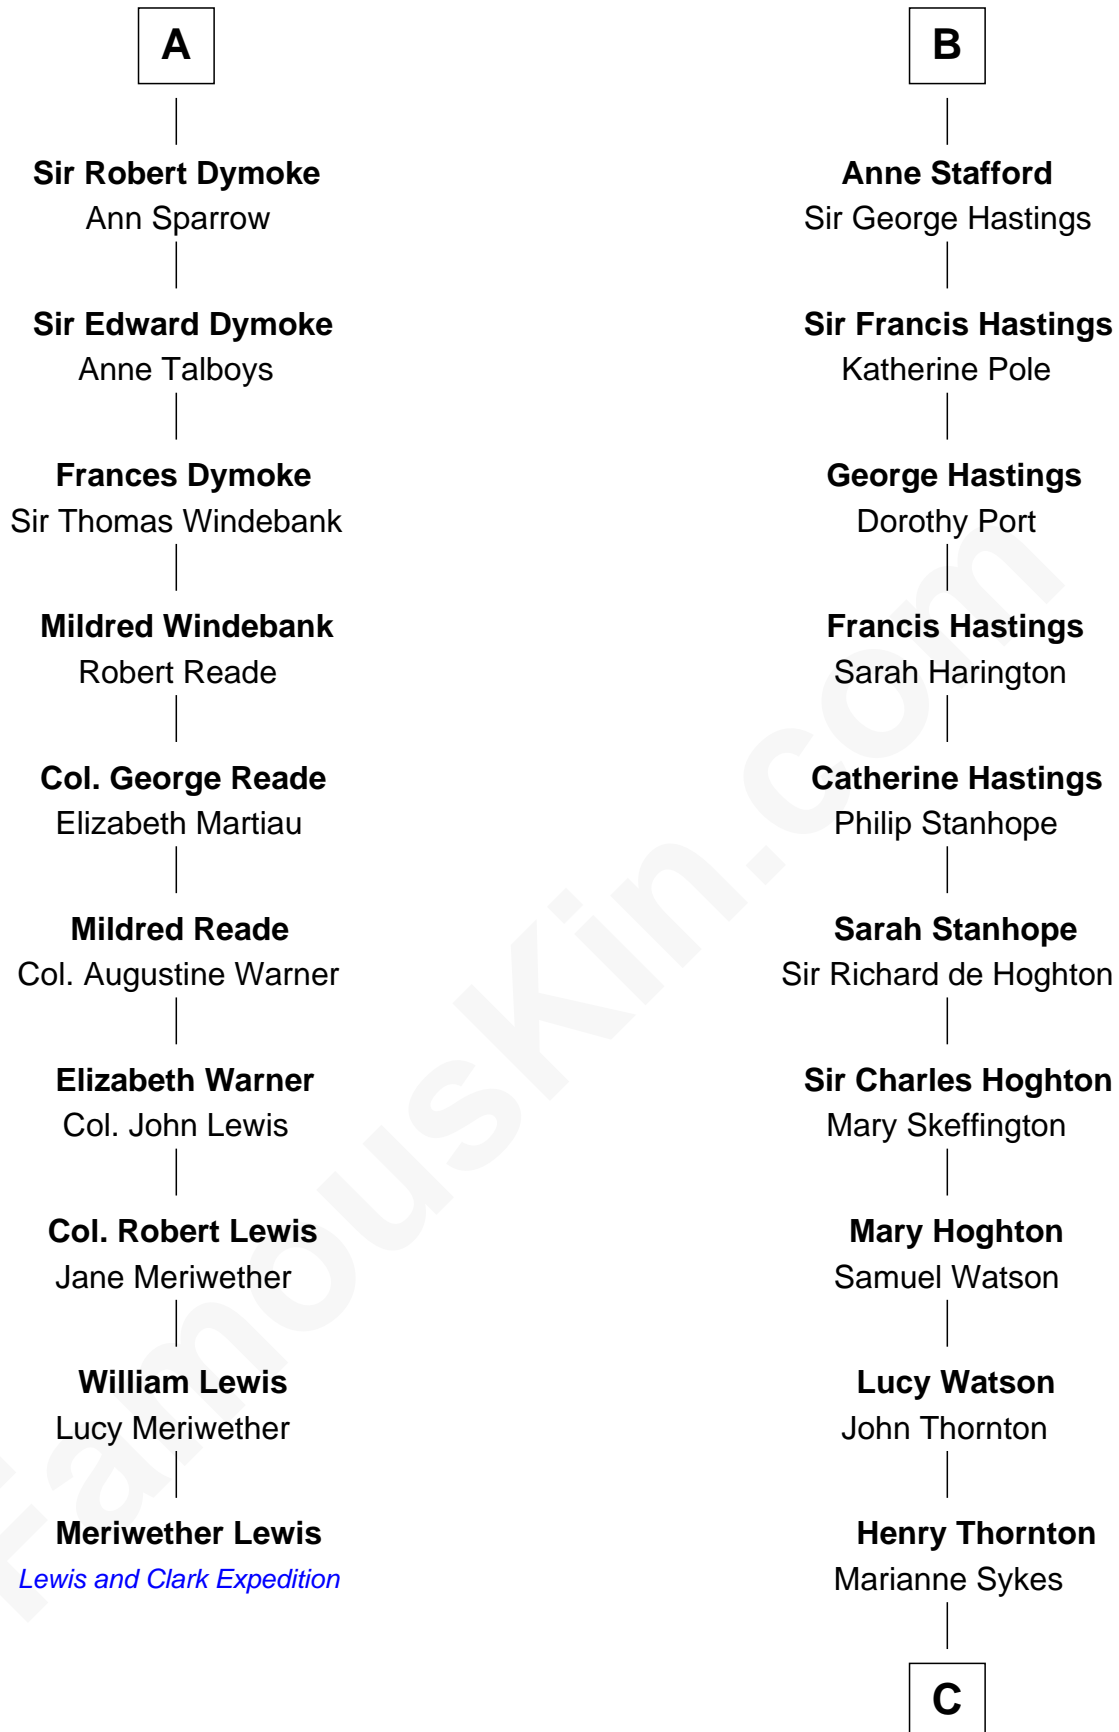 A
Sir Robert Dymoke
Ann Sparrow
Sir Edward Dymoke
Anne Talboys
Frances Dymoke
Sir Thomas Windebank
Mildred Windebank
Robert Reade
Col. George Reade
Elizabeth Martiau
Mildred Reade
Col. Augustine Warner
Elizabeth Warner
Col. John Lewis
Col. Robert Lewis
Jane Meriwether
William Lewis
Lucy Meriwether
Meriwether Lewis
Lewis and Clark Expedition
B
Anne Stafford
Sir George Hastings
Sir Francis Hastings
Katherine Pole
George Hastings
Dorothy Port
Francis Hastings
Sarah Harington
Catherine Hastings
Philip Stanhope
Sarah Stanhope
Sir Richard de Hoghton
Sir Charles Hoghton
Mary Skeffington
Mary Hoghton
Samuel Watson
Lucy Watson
John Thornton
Henry Thornton
Marianne Sykes
C
FamousKin.com